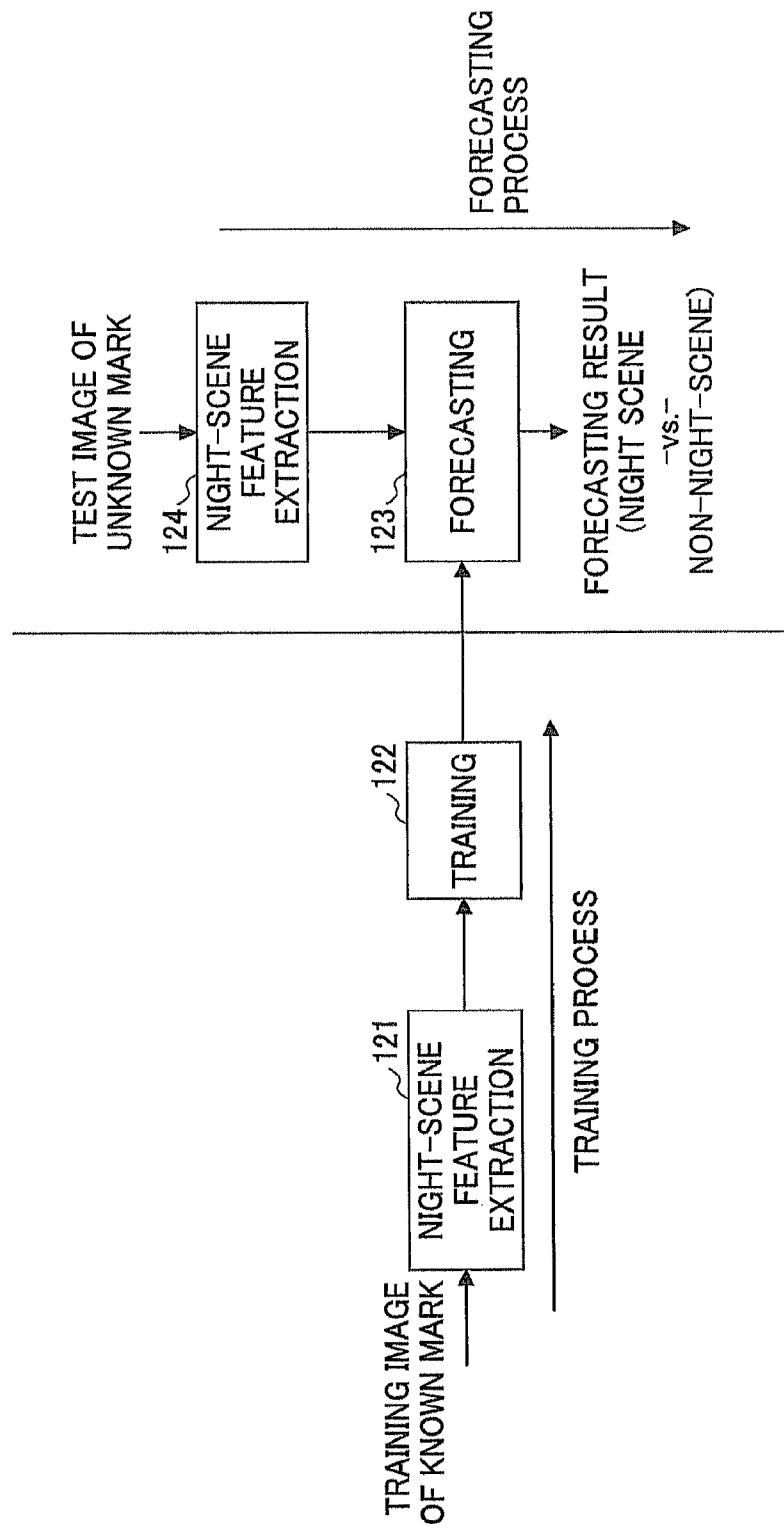 TRAINING IMAGE
OF KNOWN MARK
121
NIGHT-SCENE
FEATURE
EXTRACTION
122
TRAINING
TRAINING PROCESS
TEST IMAGE OF
UNKNOWN MARK
124
NIGHT-SCENE
FEATURE
EXTRACTION
123
FORECASTING
FORECASTING RESULT
(NIGHT SCENE
-vs.-
NON-NIGHT-SCENE)
FORECASTING
PROCESS